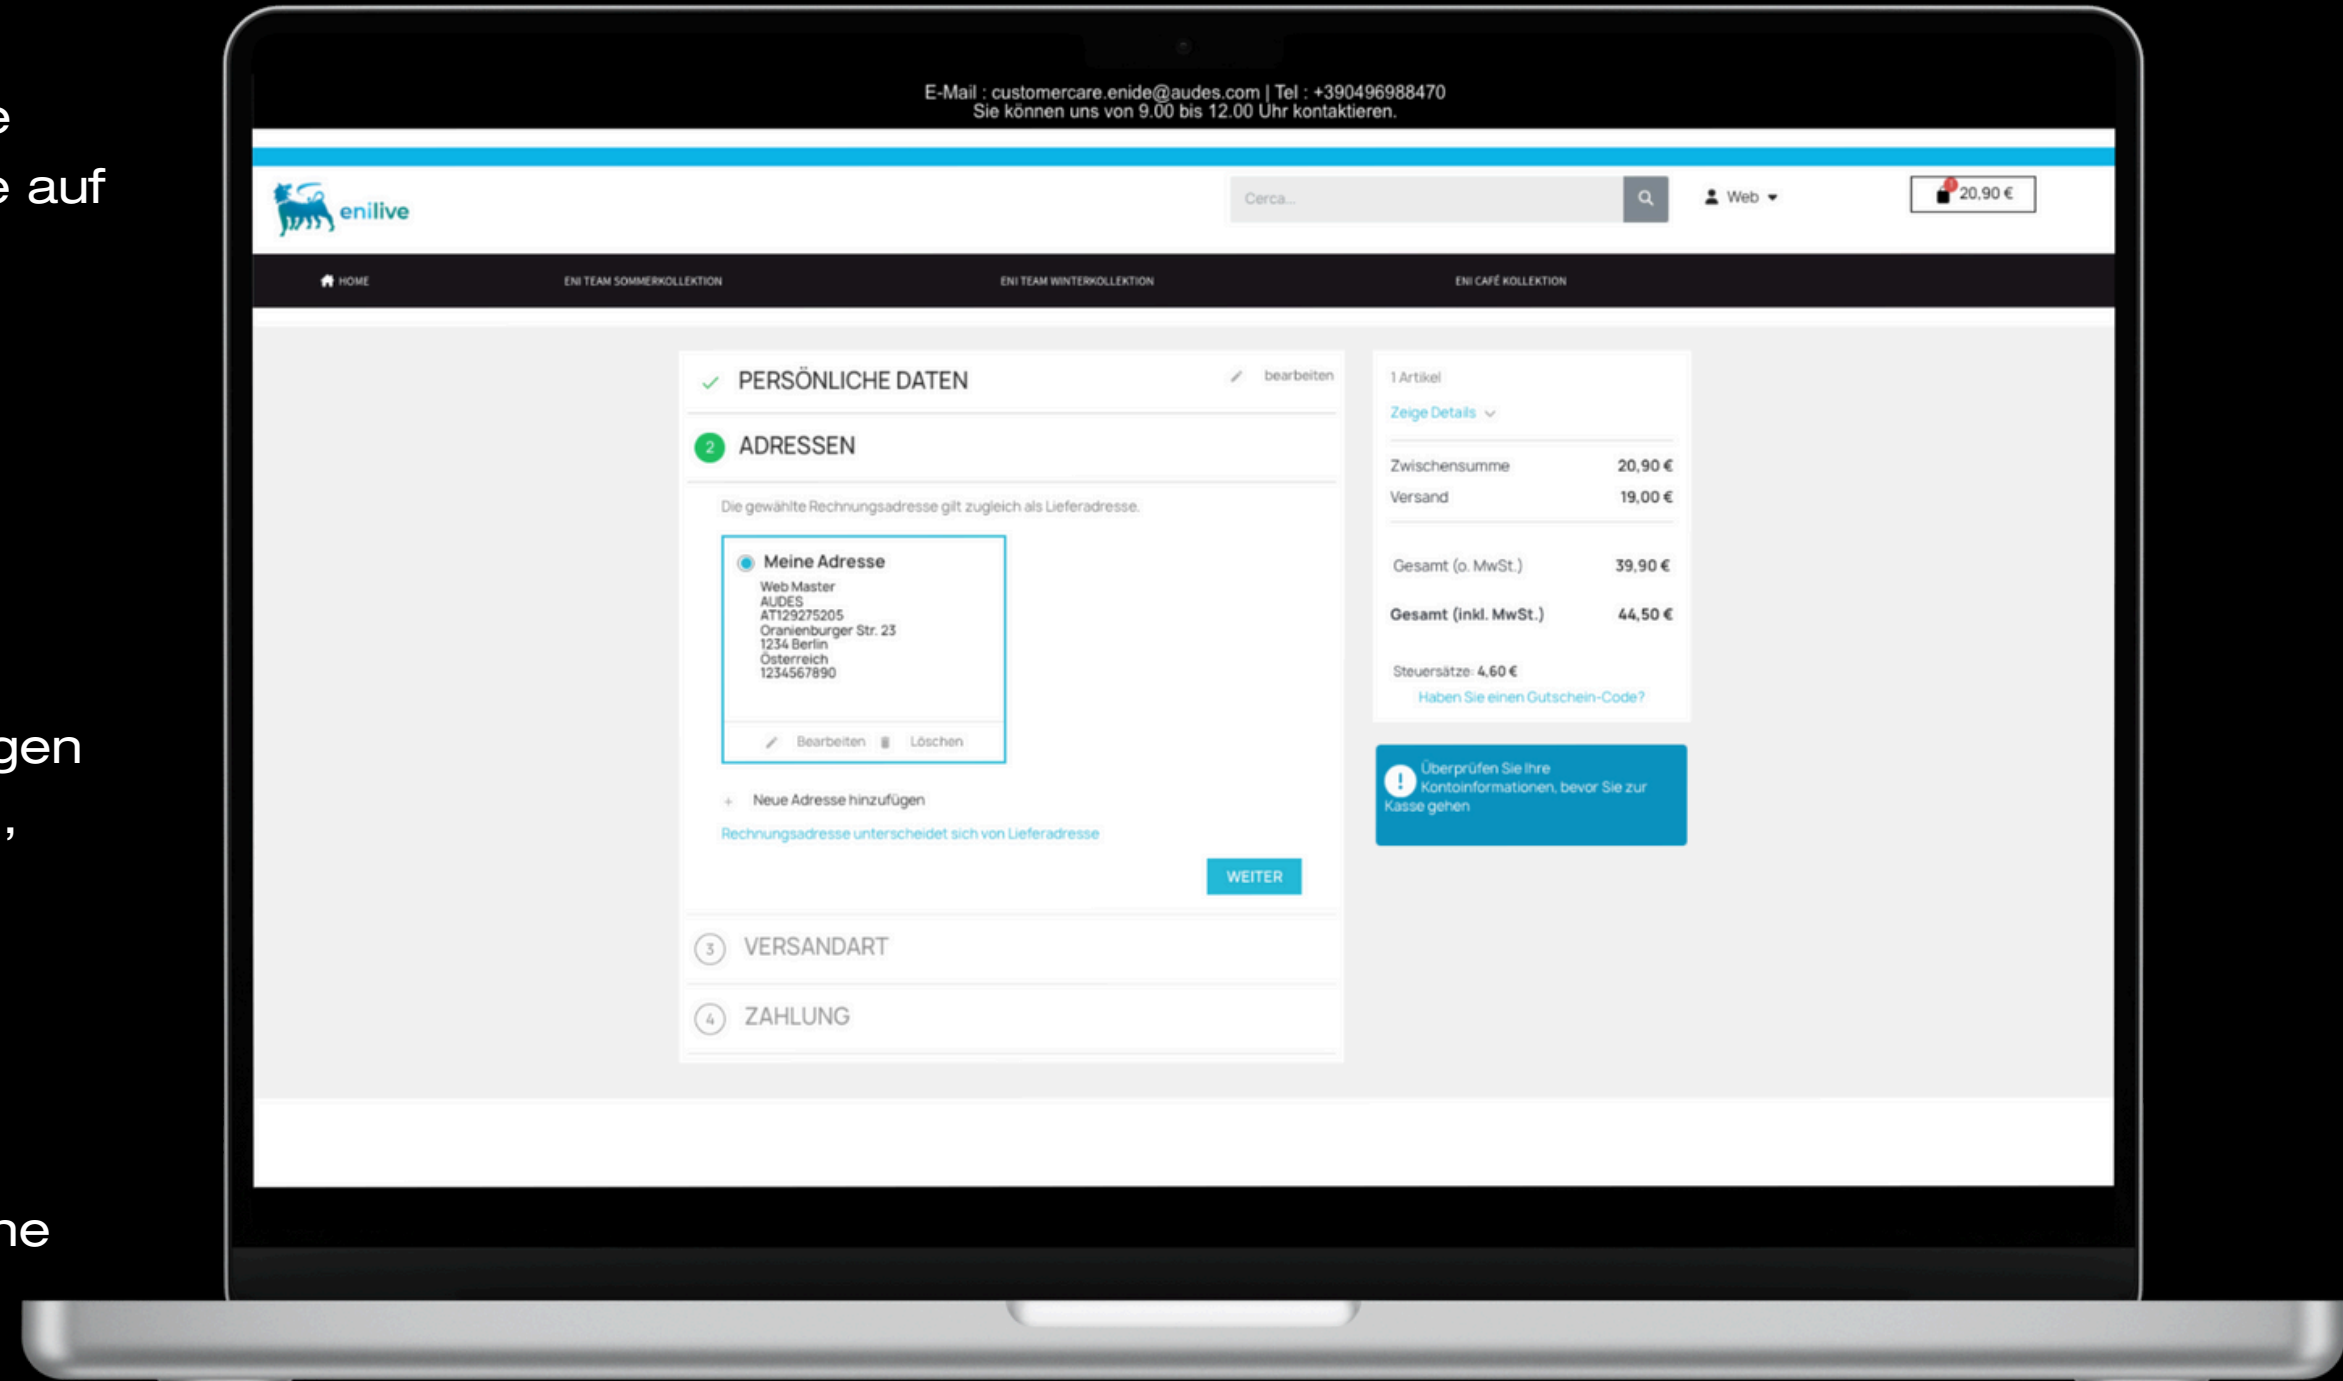 e
e auf
gen
,
ne
E-Mail : customercare.enide@audes.com | Tel : +390496988470
Sie können uns von 9.00 bis 12.00 Uhr kontaktieren.
enilive
Cerca...
Web
1
20,90 €
HOME
ENI TEAM SOMMERKOLLEKTION
ENI TEAM WINTERKOLLEKTION
ENI CAFÉ KOLLEKTION
PERSÖNLICHE DATEN
bearbeiten
2 ADRESSEN
Die gewählte Rechnungsadresse gilt zugleich als Lieferadresse.
Meine Adresse
Web Master
AUDES
AT129275205
Oranienburger Str. 23
1234 Berlin
Österreich
1234567890
Bearbeiten
Löschen
+ Neue Adresse hinzufügen
Rechnungsadresse unterscheidet sich von Lieferadresse
WEITER
3 VERSANDART
4 ZAHLUNG
1 Artikel
Zeige Details
Zwischensumme 20,90 €
Versand 19,00 €
Gesamt (o. MwSt.) 39,90 €
Gesamt (inkl. MwSt.) 44,50 €
Steuersätze: 4,60 €
Haben Sie einen Gutschein-Code?
! Überprüfen Sie Ihre
Kontoinformationen, bevor Sie zur
Kasse gehen